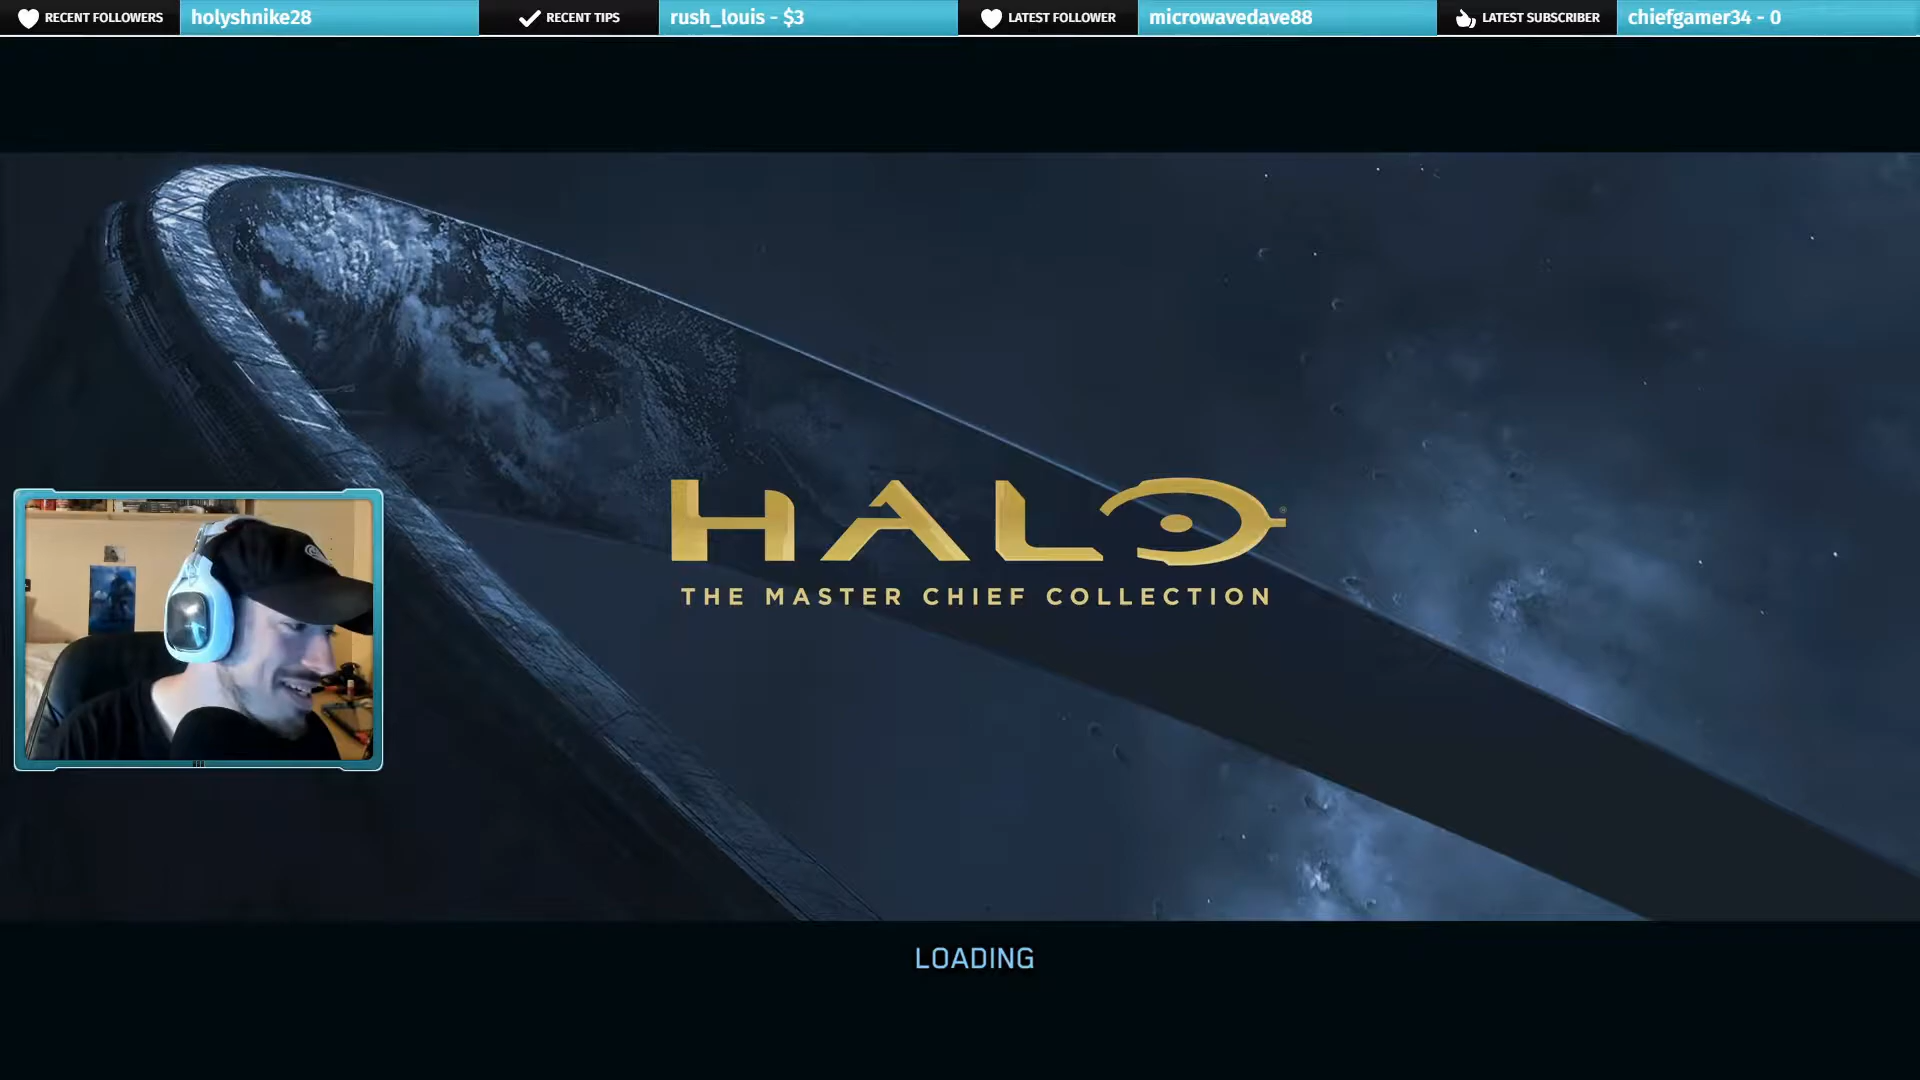 RECENT FOLLOWERS holyshnike28 RECENT TIPS rush_louis - $3 LATEST FOLLOWER microwavedave88 LATEST SUBSCRIBER chiefgamer34 - 0
HALO
THE MASTER CHIEF COLLECTION
LOADING